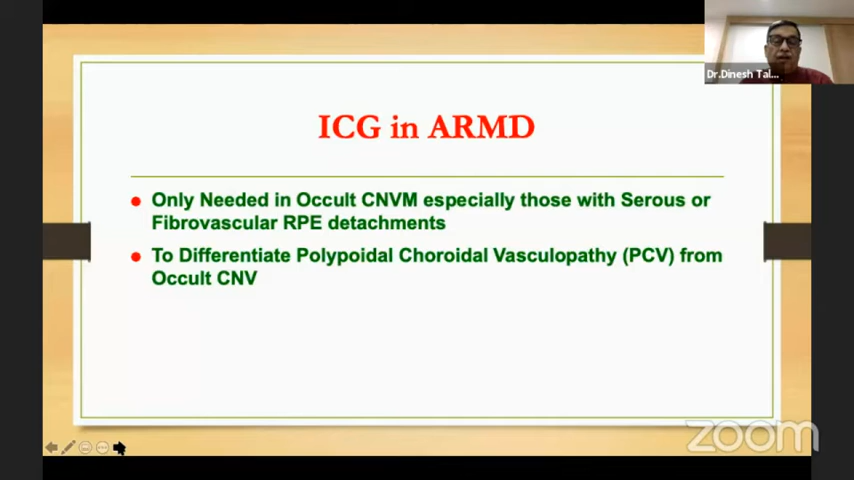 Dr.Dinesh Tal...
ICG in ARMD
Only Needed in Occult CNVM especially those with Serous or
Fibrovascular RPE detachments
To Differentiate Polypoidal Choroidal Vasculopathy (PCV) from
Occult CNV
zoom